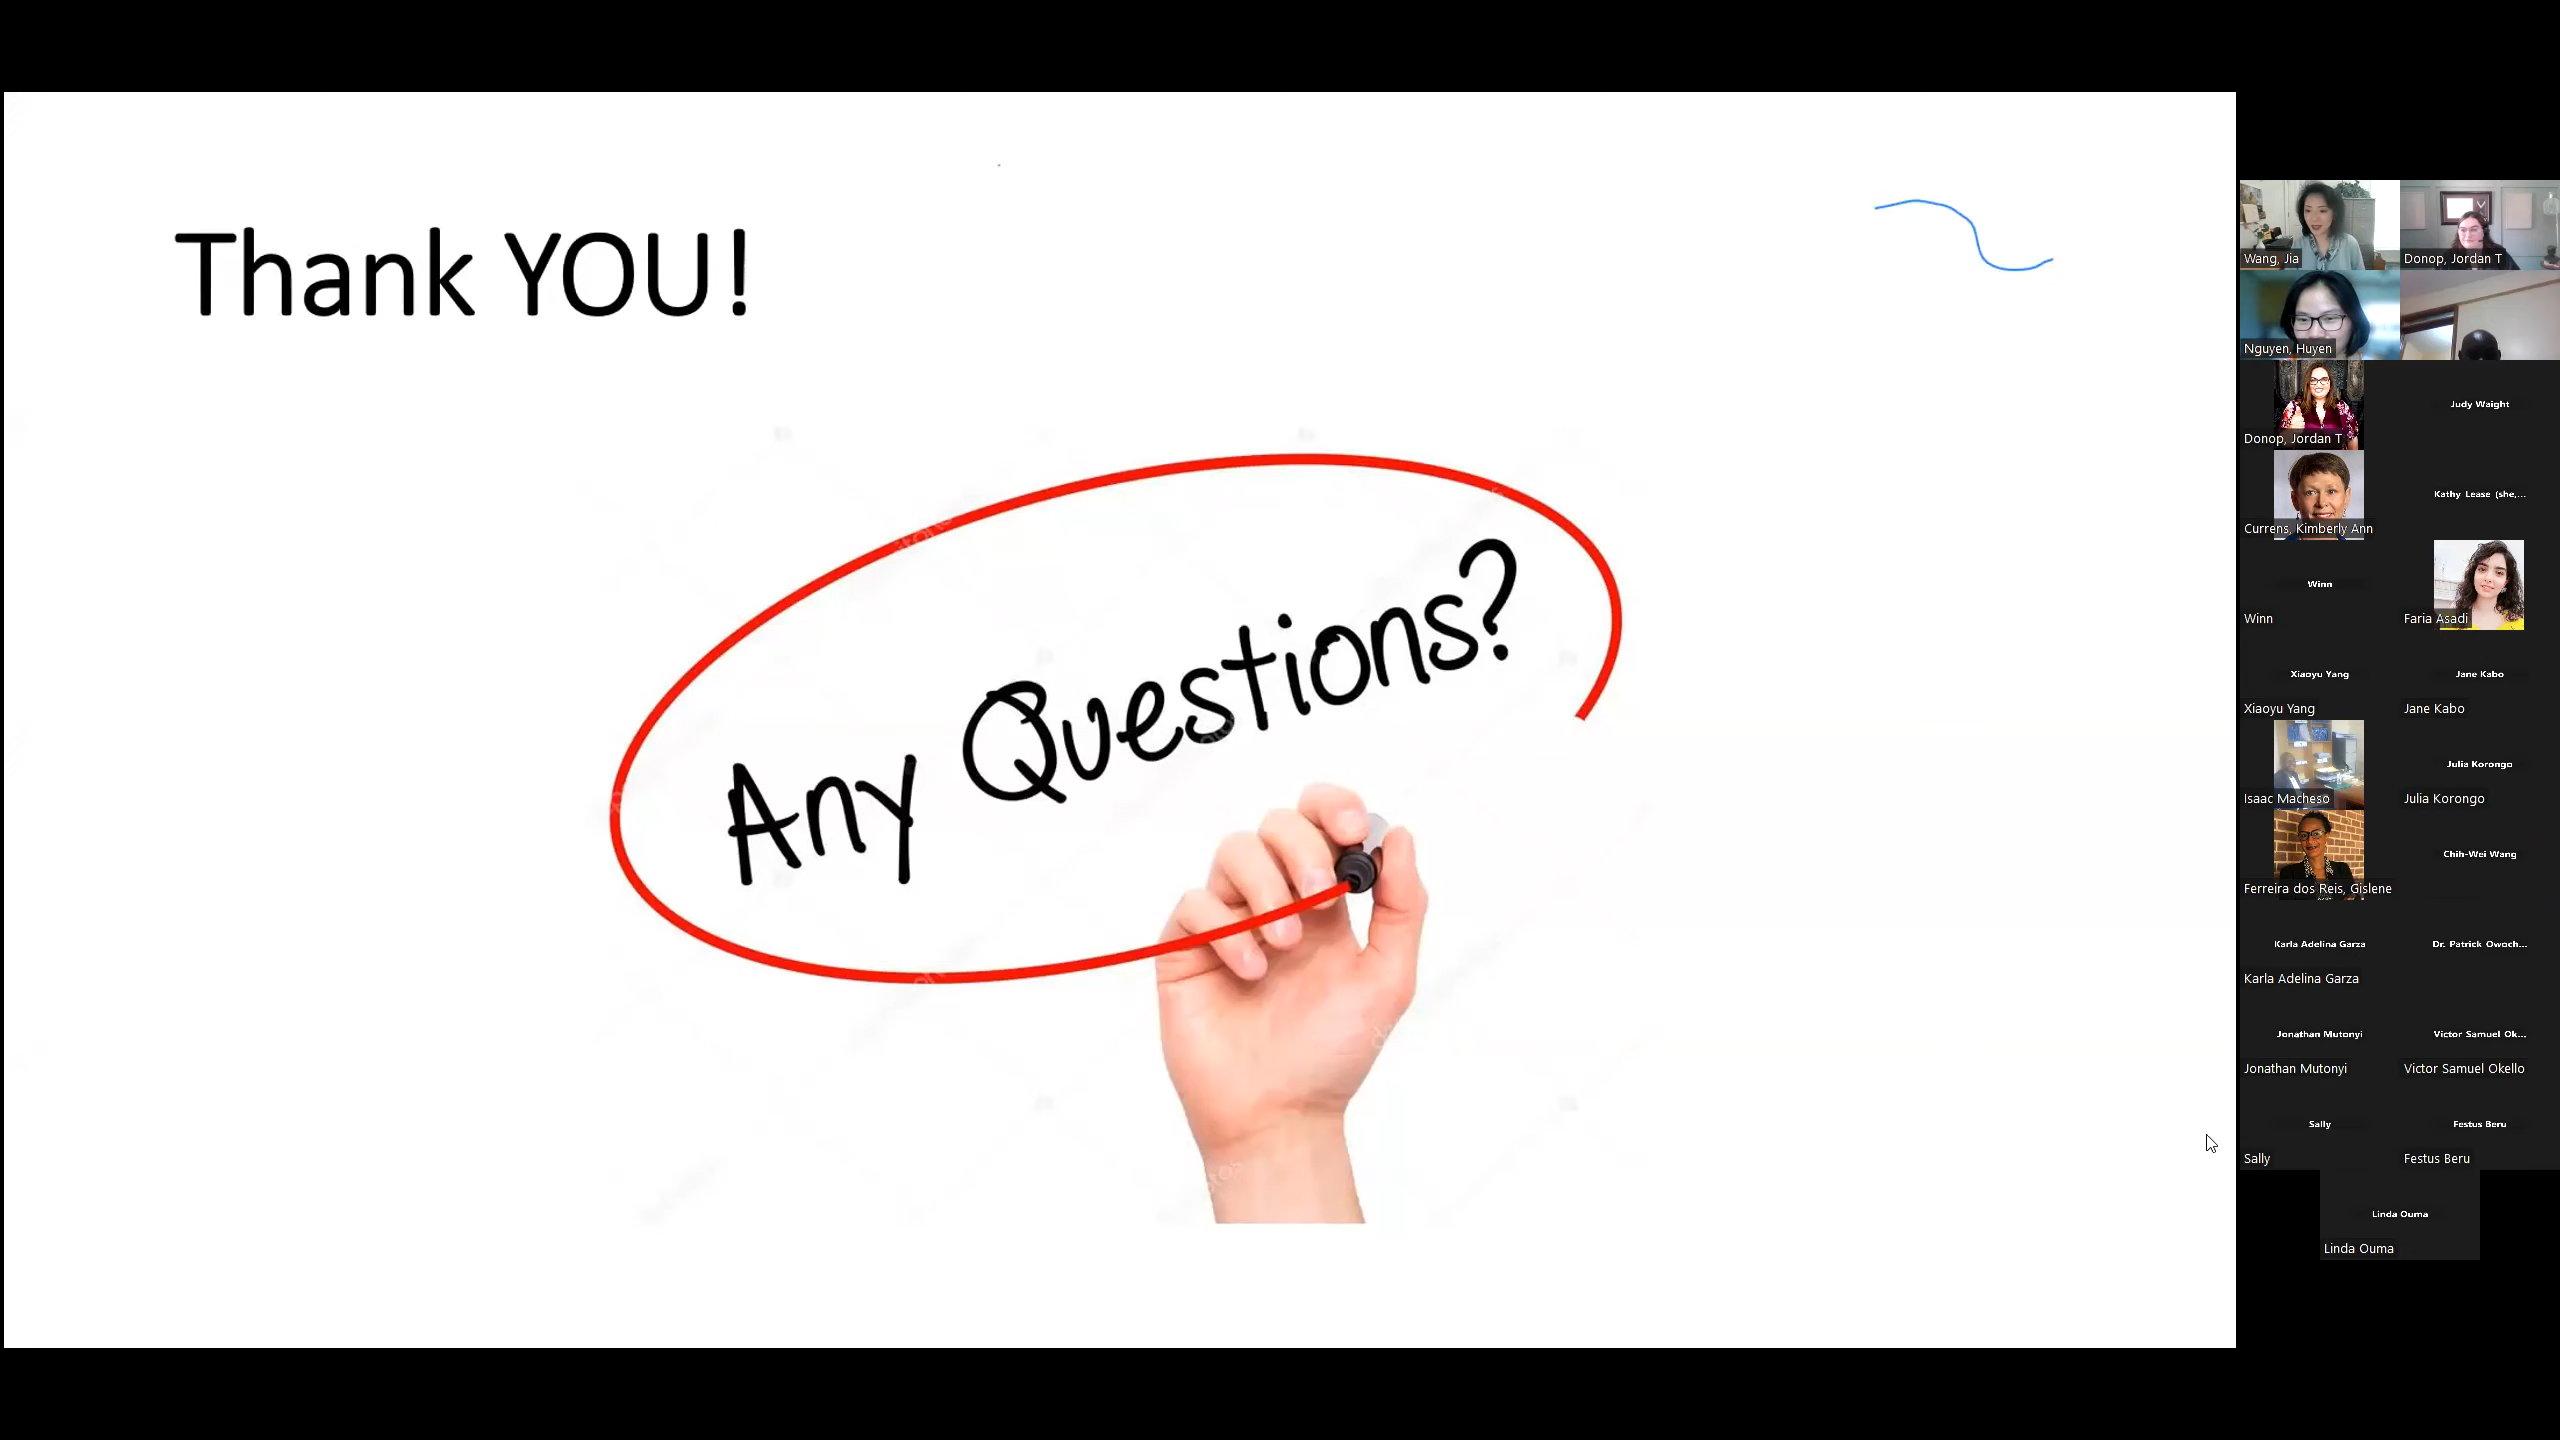 Thank YOU!
Any Questions?
Wang, Jia
Donop, Jordan T
Nguyen, Huyen
Donop, Jordan T
Judy Waight
Currens, Kimberly Ann
Kathy Lease (she,...
Winn
Winn
Faria Asadi
Xiaoyu Yang
Xiaoyu Yang
Jane Kabo
Jane Kabo
Isaac Macheso
Julia Korongo
Julia Korongo
Ferreira dos Reis, Gislene
Chih-Wei Wang
Karla Adelina Garza
Karla Adelina Garza
Dr. Patrick Owoch...
Jonathan Mutonyi
Jonathan Mutonyi
Victor Samuel Ok...
Victor Samuel Okello
Sally
Sally
Festus Beru
Festus Beru
Linda Ouma
Linda Ouma